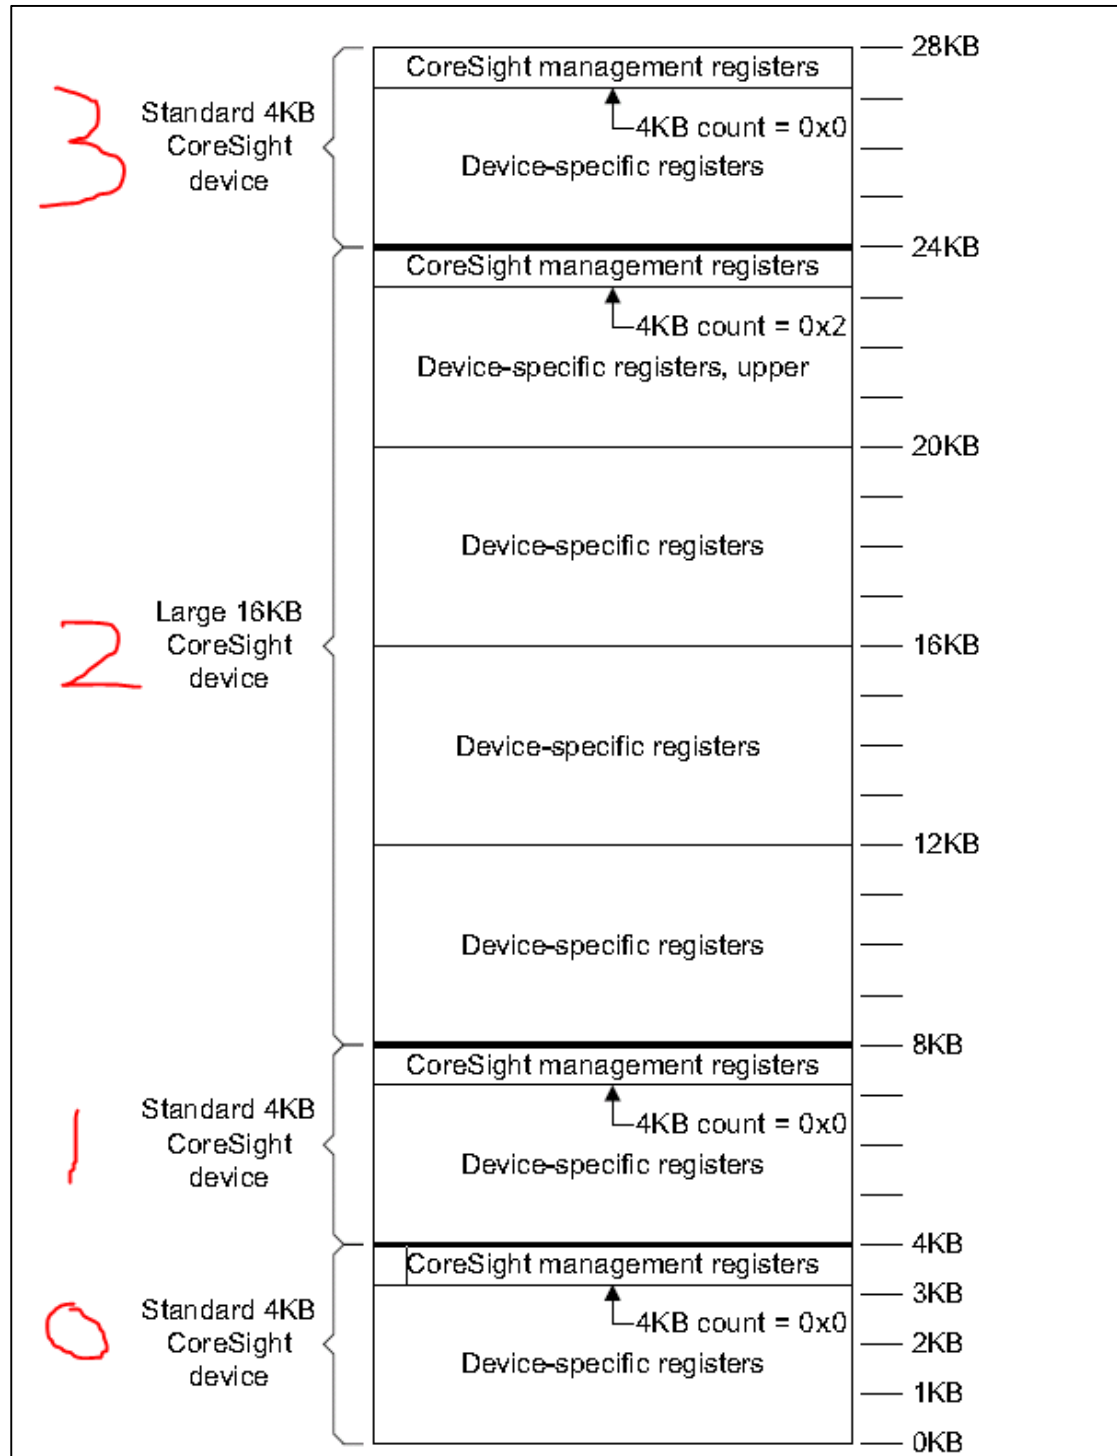 28KB
CoreSight management registers
4KB count = 0x0
3
Standard 4KB
CoreSight
device
Device-specific registers
24KB
CoreSight management registers
4KB count = 0x2
Device-specific registers, upper
20KB
Device-specific registers
2
Large 16KB
CoreSight
device
16KB
Device-specific registers
12KB
Device-specific registers
8KB
CoreSight management registers
4KB count = 0x0
1
Standard 4KB
CoreSight
device
Device-specific registers
4KB
CoreSight management registers
3KB
4KB count = 0x0
0
Standard 4KB
CoreSight
device
2KB
Device-specific registers
1KB
0KB